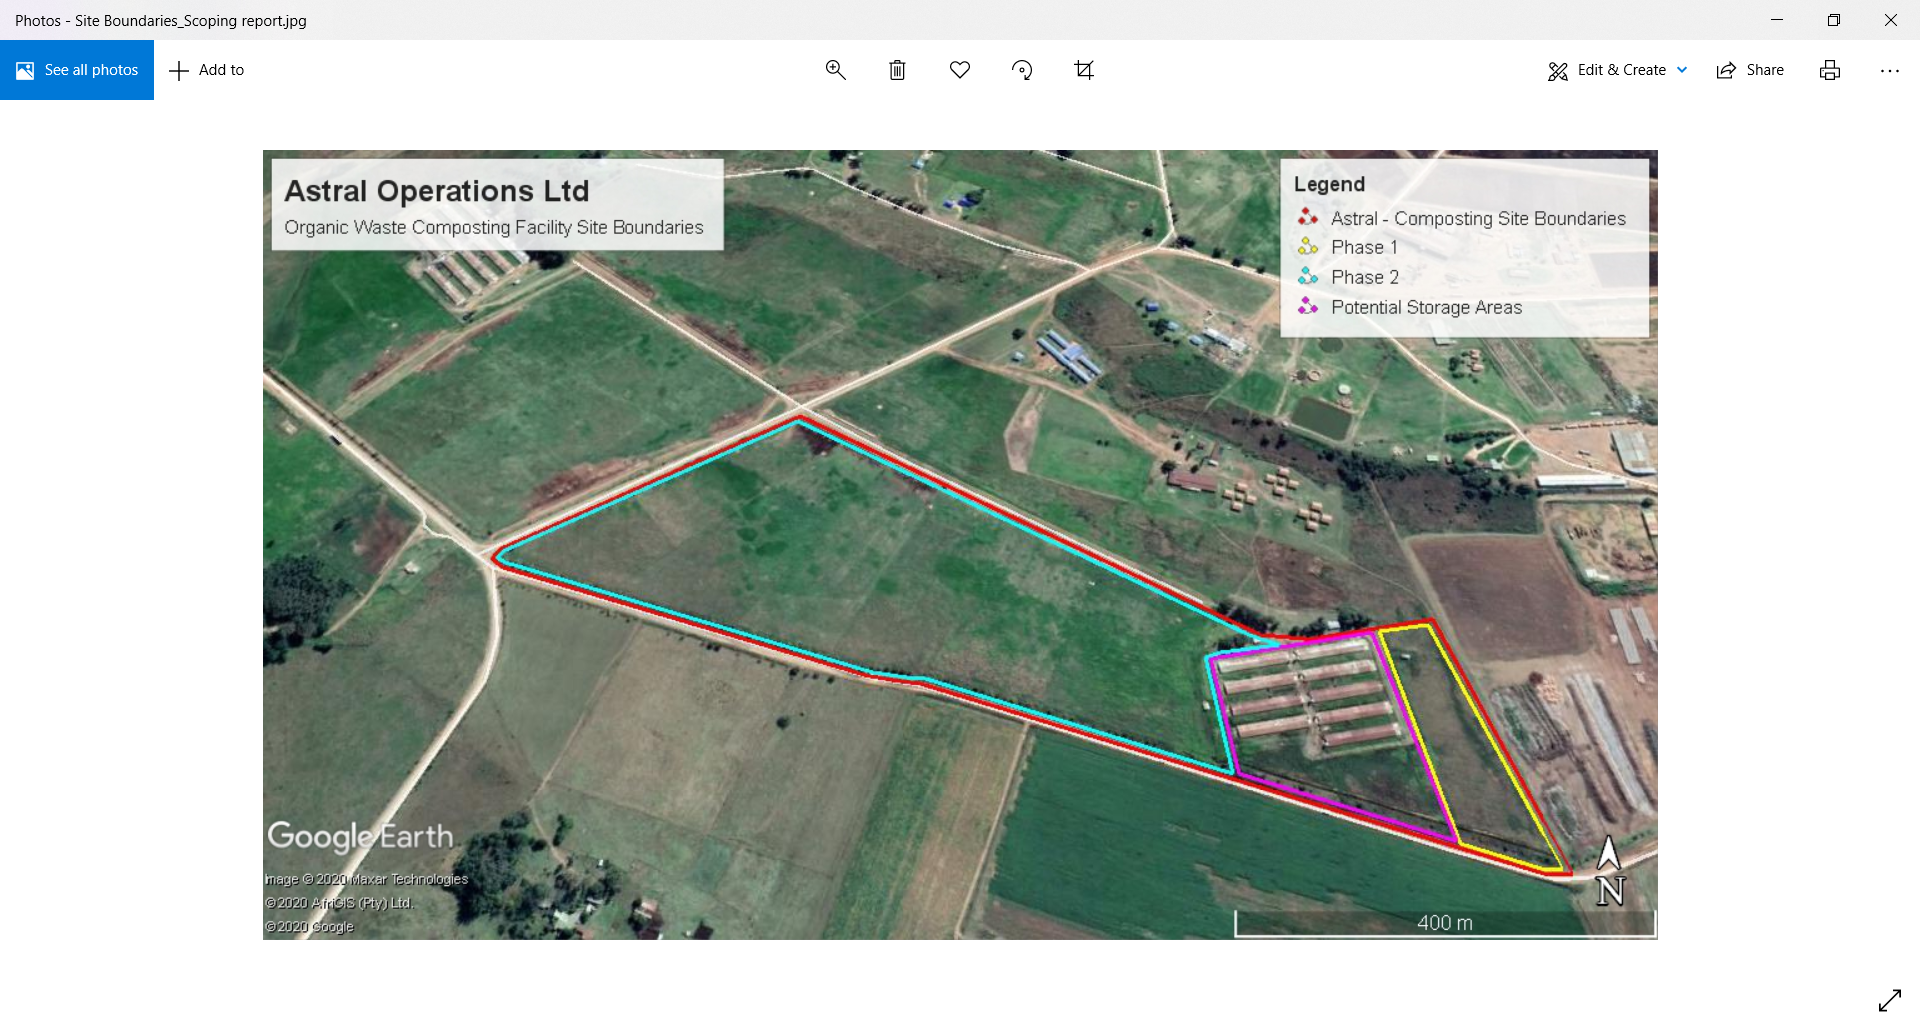 Photos - Site Boundaries_Scoping report.jpg
See all photos
Add to
Edit & Create
Share
Astral Operations Ltd
Organic Waste Composting Facility Site Boundaries
Legend
Astral - Composting Site Boundaries
Phase 1
Phase 2
Potential Storage Areas
Google Earth
Image © 2020 Maxar Technologies
© 2020 AfriGIS (Pty) Ltd.
© 2020 Google
N
400 m